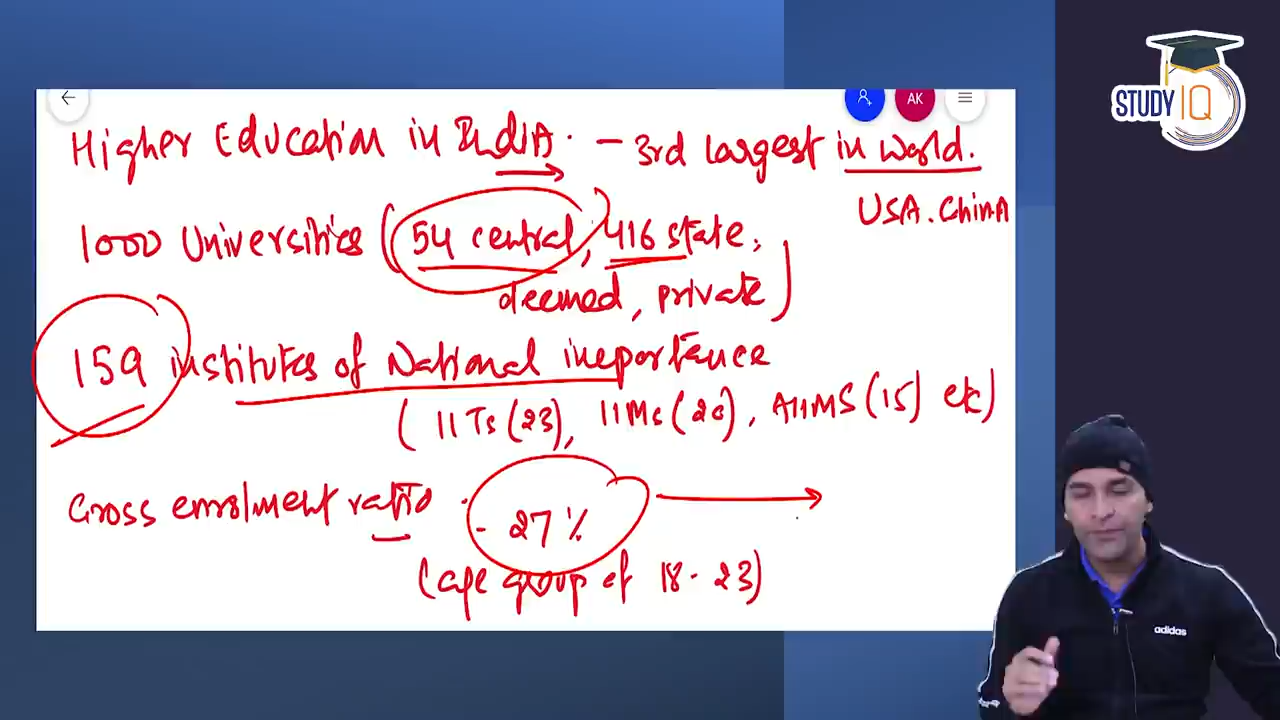 STUDY IQ
AK
Higher Education in IndIA. - 3rd largest in world.
USA. ChinA
1000 Universities (54 central, 416 state,
deemed, private)
159 institutes of National importance
(IITs (23), IIMs (20), AIIMS (15) etc)
Gross enrolment ratio
- 27%
(age group of 18-23)
adidas